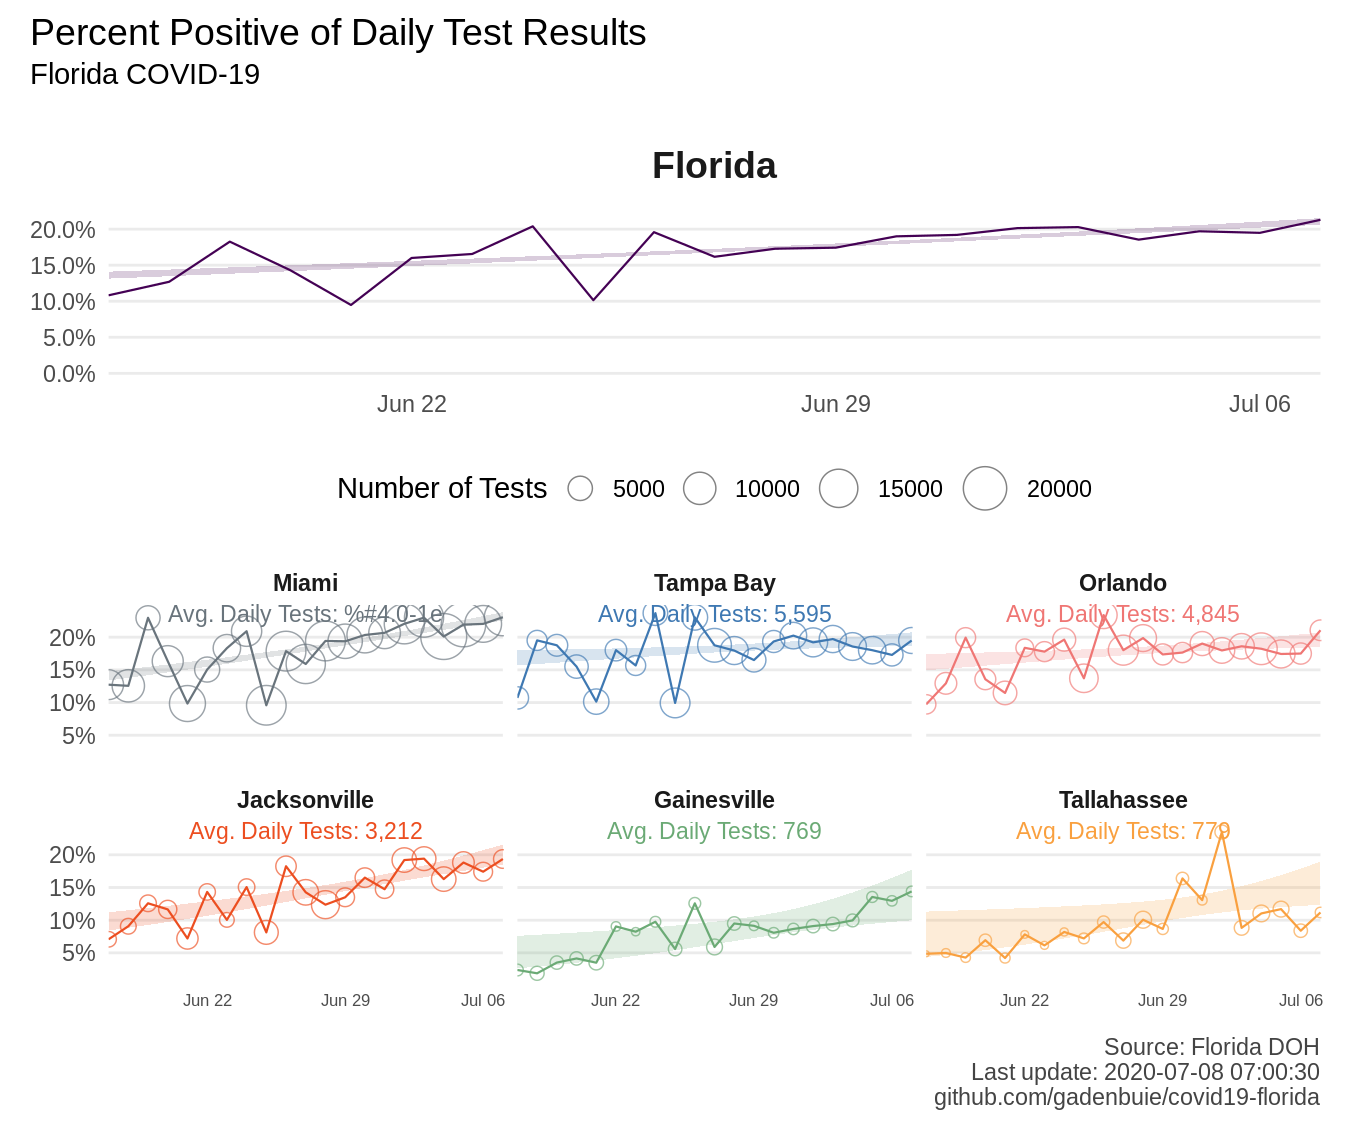 Percent Positive of Daily Test Results
Florida COVID-19
Florida
20.0%
15.0%
10.0%
5.0%
0.0%
Jun 22 Jun 29 Jul 06
Number of Tests 5000 10000 15000 20000
Miami Tampa Bay Orlando
Avg. Daily Tests: %#4.0-1e Avg. Daily Tests: 5,595 Avg. Daily Tests: 4,845
20%
15%
10%
5%
Jacksonville Gainesville Tallahassee
Avg. Daily Tests: 3,212 Avg. Daily Tests: 769 Avg. Daily Tests: 779
20%
15%
10%
5%
Jun 22 Jun 29 Jul 06 Jun 22 Jun 29 Jul 06 Jun 22 Jun 29 Jul 06
Source: Florida DOH
Last update: 2020-07-08 07:00:30
github.com/gadenbuie/covid19-florida